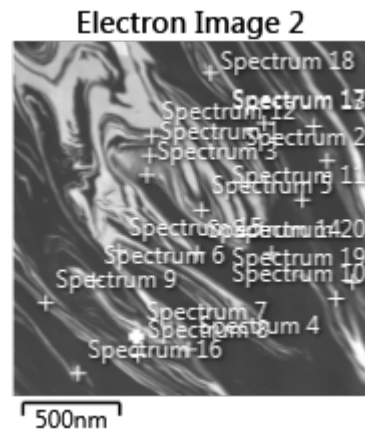 Electron Image 2
Spectrum 18
Spectrum 12
Spectrum 2
Spectrum 3
Spectrum 11
Spectrum 5
Spectrum 6
Spectrum 19
Spectrum 10
Spectrum 9
Spectrum 7
Spectrum 8
Spectrum 4
Spectrum 16
500nm